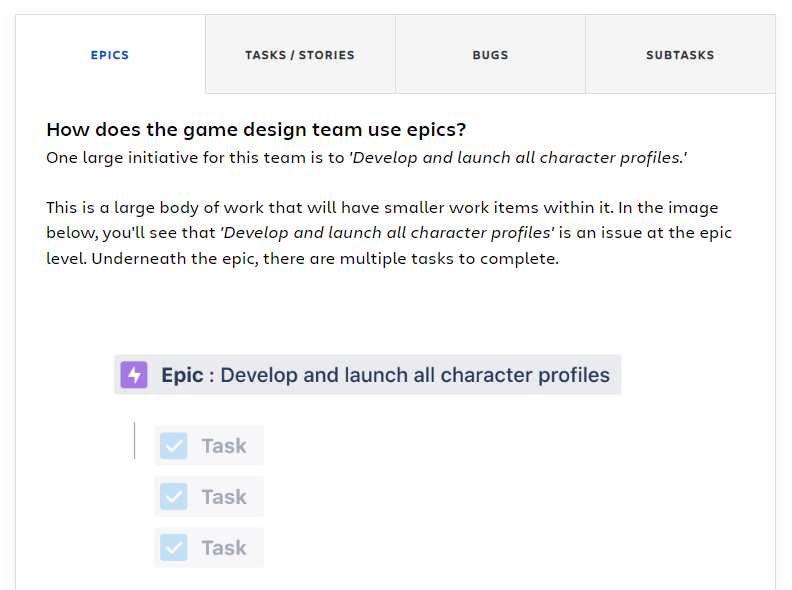 EPICS
TASKS / STORIES
BUGS
SUBTASKS
How does the game design team use epics?
One large initiative for this team is to 'Develop and launch all character profiles.'
This is a large body of work that will have smaller work items within it. In the image
below, you'll see that 'Develop and launch all character profiles' is an issue at the epic
level. Underneath the epic, there are multiple tasks to complete.
Epic : Develop and launch all character profiles
Task
Task
Task